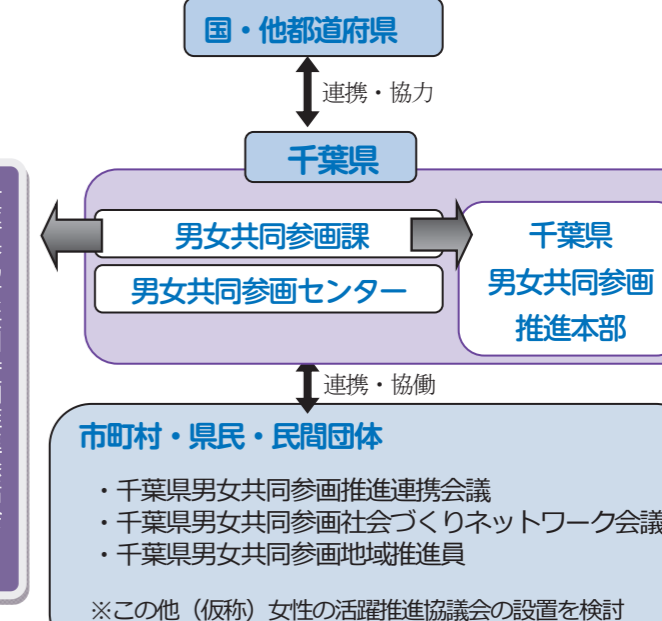 国・他都道府県
連携・協力
千葉県
男女共同参画課
男女共同参画センター
千葉県
男女共同参画
推進本部
連携・協働
市町村・県民・民間団体
・千葉県男女共同参画推進連携会議
・千葉県男女共同参画社会づくりネットワーク会議
・千葉県男女共同参画地域推進員
※この他（仮称）女性の活躍推進協議会の設置を検討